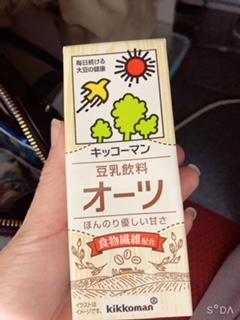 毎日続ける
大豆の健康
キッコーマン
豆乳飲料
オーツ
ほんのり優しい甘さ
食物繊維配合
イラストは
イメージです。
kikkoman®
SODA